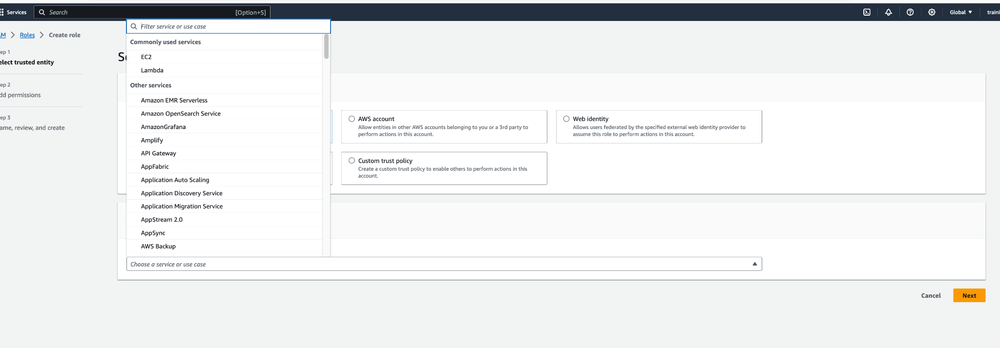 Services
Search
[Option+S]
Global
Roles
Create role
Filter service or use case
Commonly used services
EC2
Lambda
Other services
Amazon EMR Serverless
Amazon OpenSearch Service
AmazonGrafana
Amplify
API Gateway
AppFabric
Application Auto Scaling
Application Discovery Service
Application Migration Service
AppStream 2.0
AppSync
AWS Backup
Choose a service or use case
ep 1
elect trusted entity
ep 2
dd permissions
ep 3
ame, review, and create
AWS account
Allow entities in other AWS accounts belonging to you or a 3rd party to
perform actions in this account.
Web identity
Allows users federated by the specified external web identity provider to
assume this role to perform actions in this account.
Custom trust policy
Create a custom trust policy to enable others to perform actions in this
account.
Cancel
Next